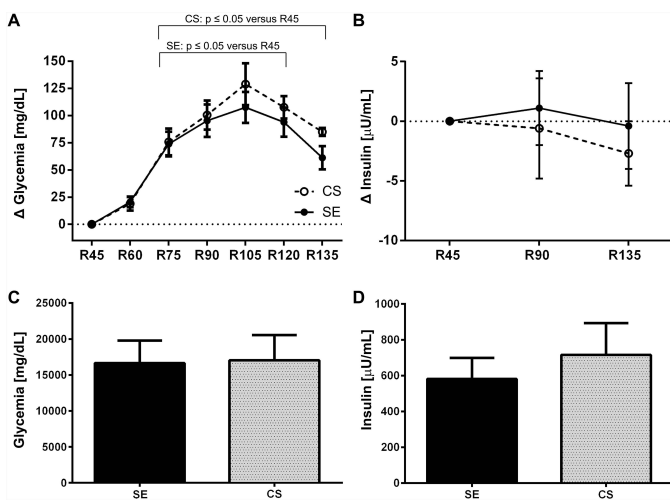 A
CS: p ≤ 0.05 versus R45
SE: p ≤ 0.05 versus R45
Δ Glycemia [mg/dL]
150
125
100
75
50
25
0
CS
SE
R45 R60 R75 R90 R105 R120 R135
B
Δ Insulin [μU/mL]
5
0
-5
-10
R45 R90 R135
C
Glycemia [mg/dL]
25000
20000
15000
10000
5000
0
SE CS
D
Insulin [μU/mL]
1000
800
600
400
200
0
SE CS